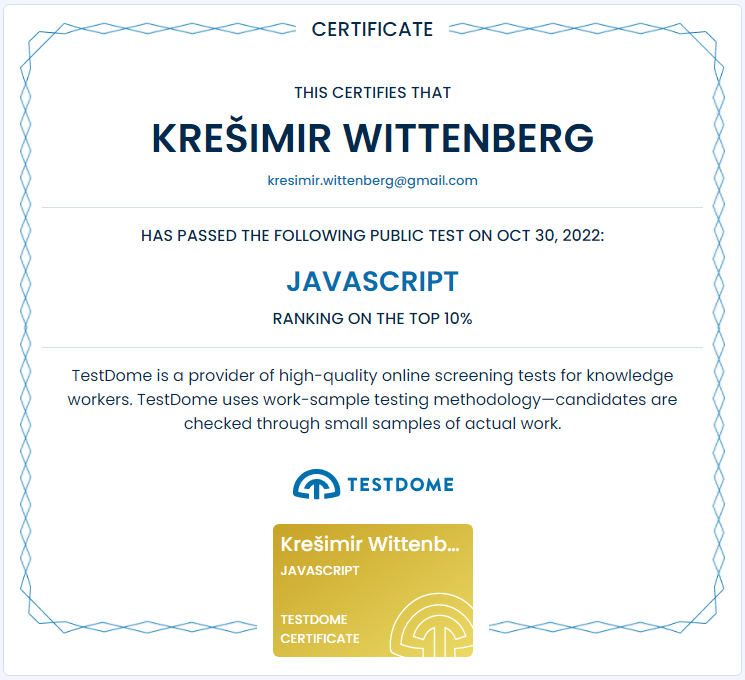 CERTIFICATE
THIS CERTIFIES THAT
KREŠIMIR WITTENBERG
kresimir.wittenberg@gmail.com
HAS PASSED THE FOLLOWING PUBLIC TEST ON OCT 30, 2022:
JAVASCRIPT
RANKING ON THE TOP 10%
TestDome is a provider of high-quality online screening tests for knowledge
workers. TestDome uses work-sample testing methodology—candidates are
checked through small samples of actual work.
TESTDOME
Krešimir Wittenb...
JAVASCRIPT
TESTDOME
CERTIFICATE